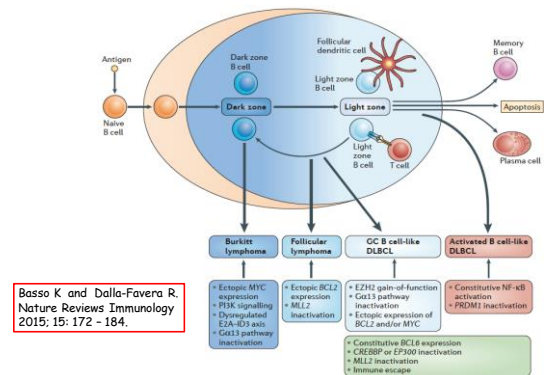 Antigen
Naive
B cell
Dark zone
B cell
Dark zone
Follicular
dendritic cell
Light zone
B cell
Light zone
Light
zone
B cell
T cell
Memory
B cell
Apoptosis
Plasma cell
Burkitt
lymphoma
Follicular
lymphoma
GC B cell-like
DLBCL
Activated B cell-like
DLBCL
• Ectopic MYC
expression
• PI3K signalling
• Dysregulated
E2A–ID3 axis
• Gα13 pathway
inactivation
• Ectopic BCL2
expression
• MLL2
inactivation
• EZH2 gain-of-function
• Gα13 pathway
inactivation
• Ectopic expression of
BCL2 and/or MYC
• Constitutive NF-κB
activation
• PRDM1 inactivation
• Constitutive BCL6 expression
• CREBBP or EP300 inactivation
• MLL2 inactivation
• Immune escape
Basso K and Dalla-Favera R.
Nature Reviews Immunology
2015; 15: 172 – 184.